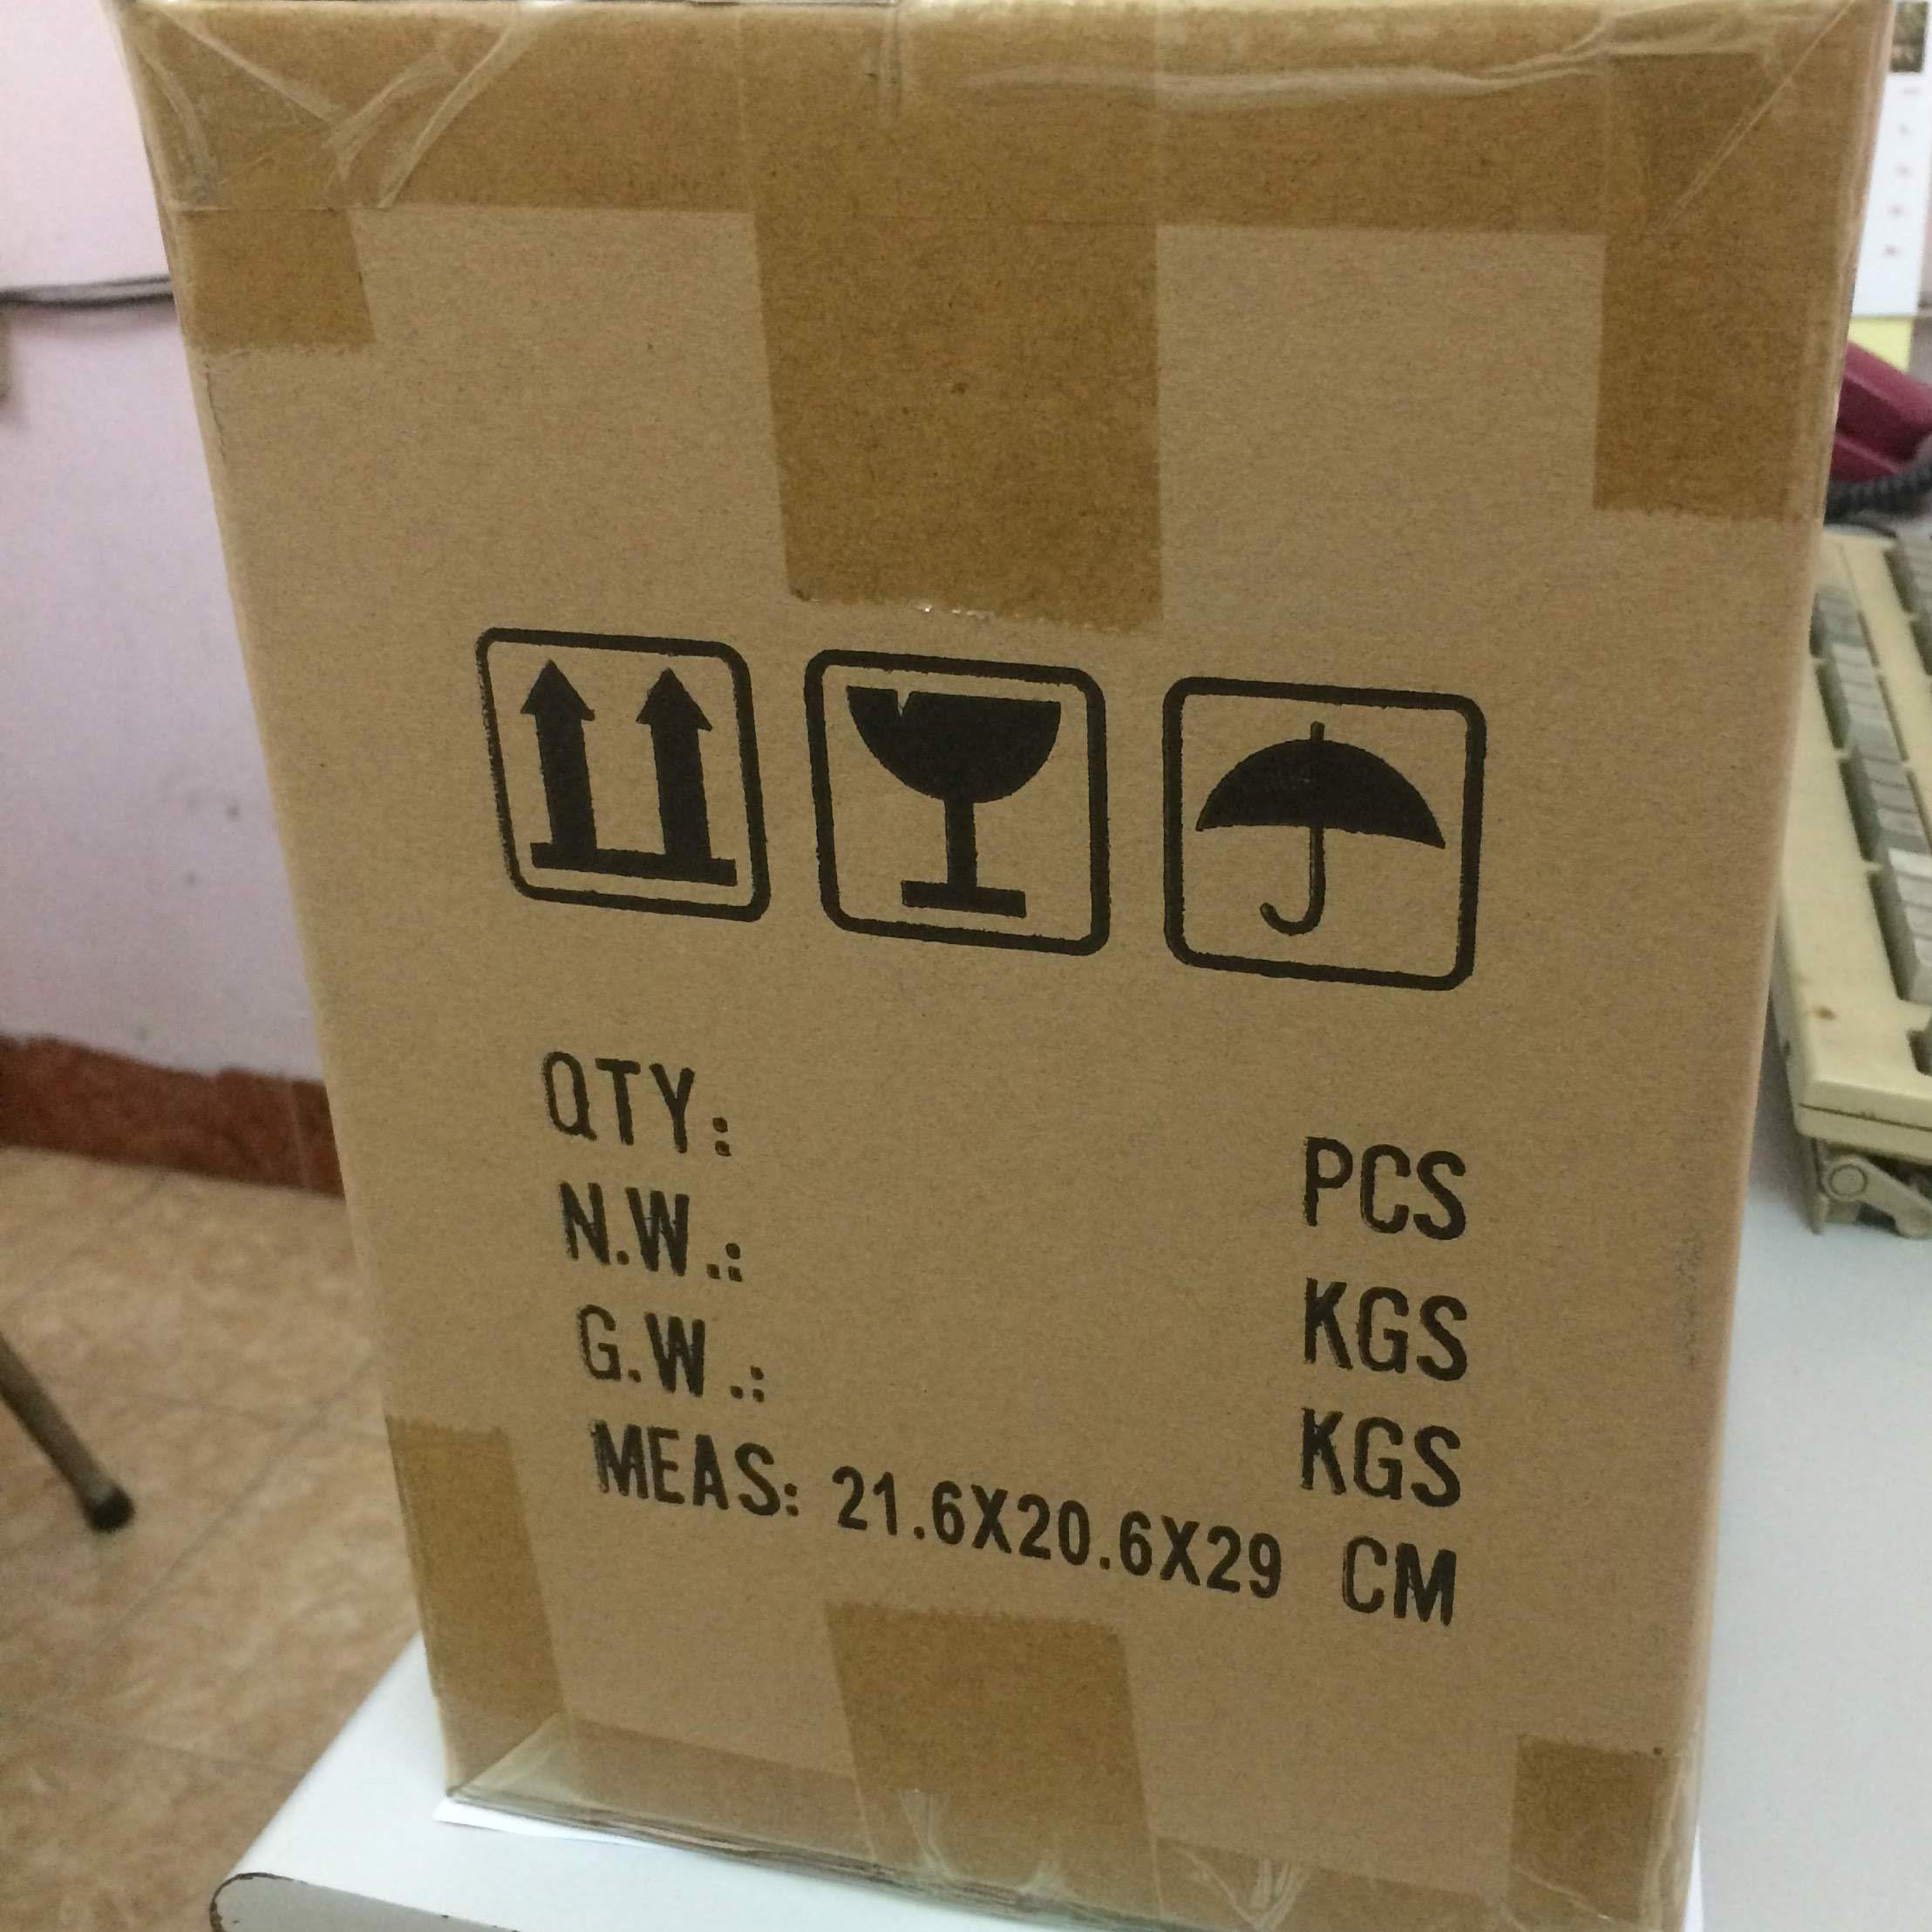 QTY: PCS
N.W.: KGS
G.W.: KGS
MEAS: 21.6X20.6X29 CM